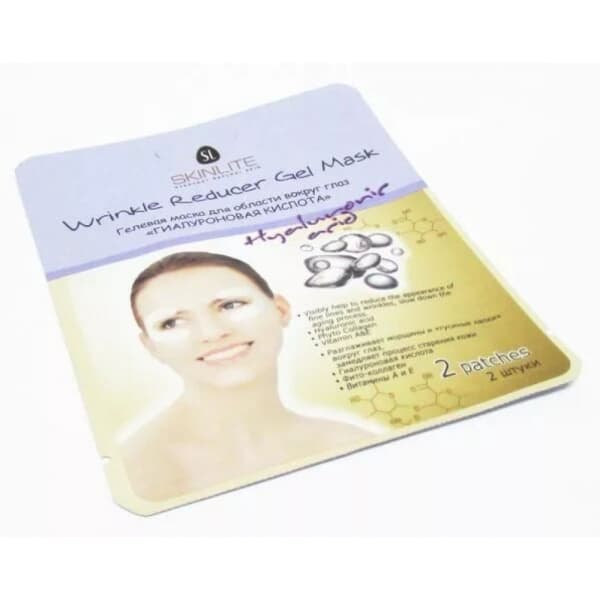 SL
SKINLITE
Wrinkle Reducer Gel Mask
Гелевая маска для области вокруг глаз
«ГИАЛУРОНОВАЯ КИСЛОТА»
Hyaluronic
acid
• Visibly help to reduce the appearance of
fine lines and wrinkles, slow down the
aging process.
• Hyaluronic acid
• Phyto Collagen
• Vitamin A&E
• Разглаживает морщины и «гусиные лапки»
вокруг глаз,
замедляет процесс старения кожи
• Гиалуроновая кислота
• Фито-коллаген
• Витамины А и Е
2 patches
2 штуки